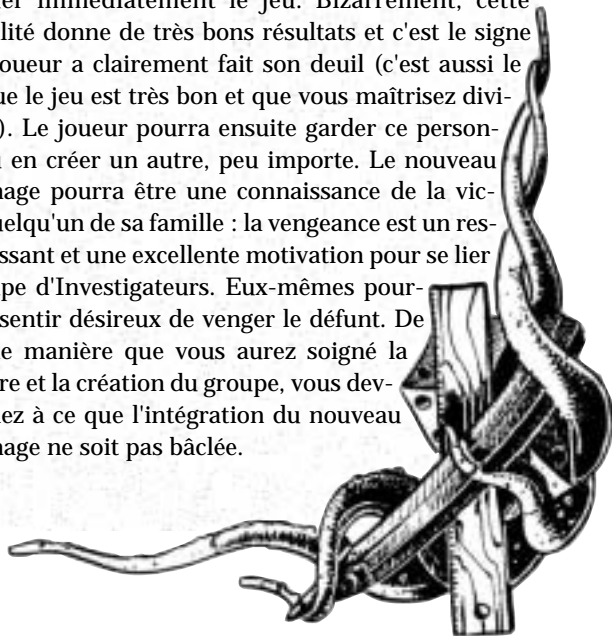 er immédiatement le jeu. Bizarrement, cette
lité donne de très bons résultats et c'est le signe
oueur a clairement fait son deuil (c'est aussi le
ue le jeu est très bon et que vous maîtrisez divi-
). Le joueur pourra ensuite garder ce person-
en créer un autre, peu importe. Le nouveau
nage pourra être une connaissance de la vic-
uelqu'un de sa famille : la vengeance est un res-
ssant et une excellente motivation pour se lier
pe d'Investigateurs. Eux-mêmes pour-
sentir désireux de venger le défunt. De
e manière que vous aurez soigné la
re et la création du groupe, vous dev-
ez à ce que l'intégration du nouveau
nage ne soit pas bâclée.